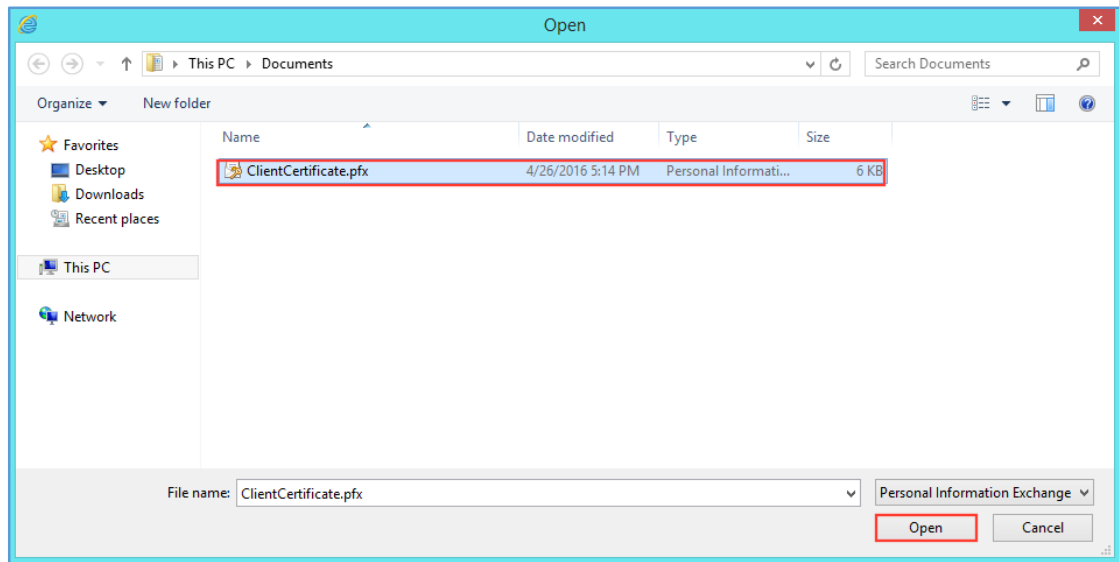 Open
This PC Documents
Search Documents
Organize New folder
Name Date modified Type Size
Favorites
ClientCertificate.pfx 4/26/2016 5:14 PM Personal Informati... 6 KB
Desktop
Downloads
Recent places
This PC
Network
File name: ClientCertificate.pfx Personal Information Exchange
Open Cancel